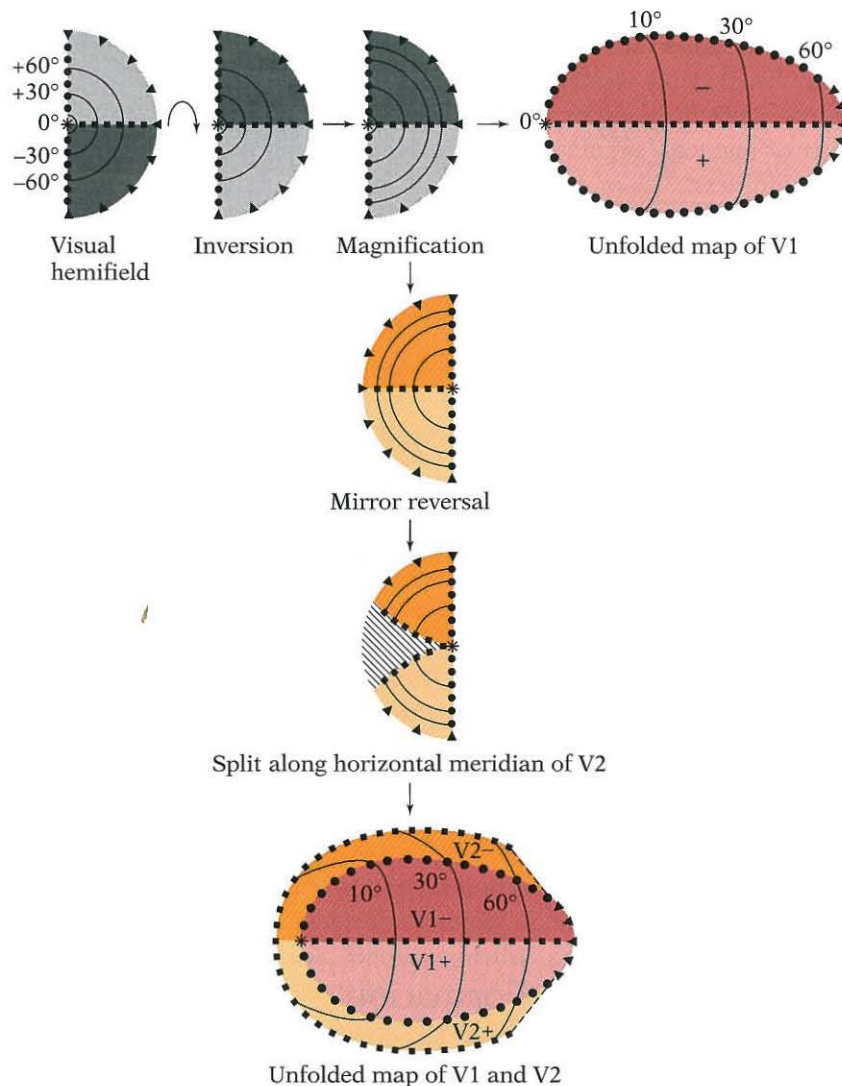 +60°
+30°
0°
−30°
−60°
Visual
hemifield
Inversion
Magnification
10°
30°
60°
0°
−
+
Unfolded map of V1
Mirror reversal
Split along horizontal meridian of V2
V2−
10°
30°
60°
V1−
V1+
V2+
Unfolded map of V1 and V2